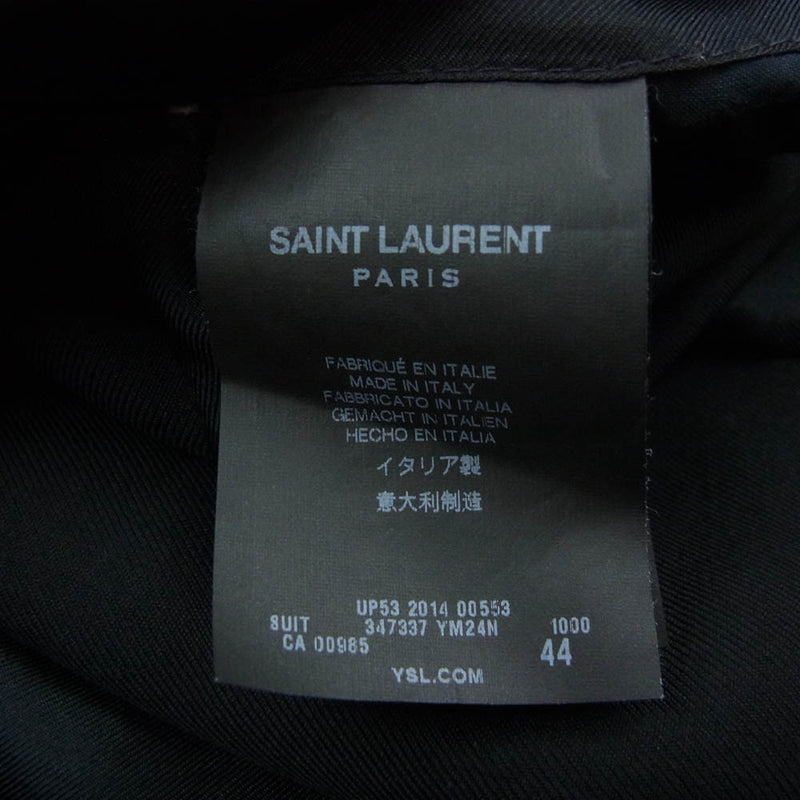 SAINT LAURENT
PARIS
FABRIQUÉ EN ITALIE
MADE IN ITALY
FABBRICATO IN ITALIA
GEMACHT IN ITALIEN
HECHO EN ITALIA
イタリア製
意大利制造
UP53 2014 00553
SUIT 347337 YM24N 1000
CA 00985 44
YSL.COM